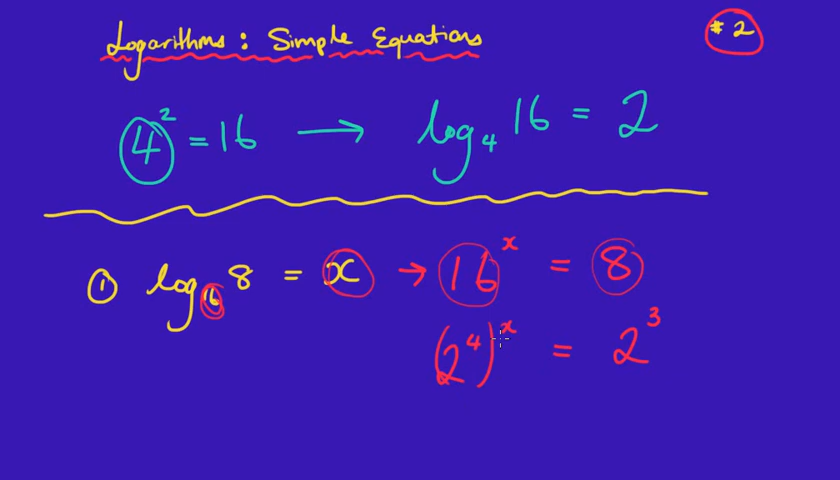 Logarithms: Simple Equations
# 2
4² = 16 → log₄ 16 = 2
① log₁₆ 8 = x → 16ˣ = 8
(2⁴)ˣ = 2³